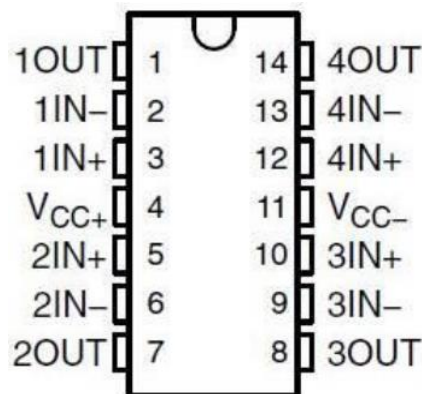 1OUT 1 14 4OUT
1IN− 2 13 4IN−
1IN+ 3 12 4IN+
VCC+ 4 11 VCC−
2IN+ 5 10 3IN+
2IN− 6 9 3IN−
2OUT 7 8 3OUT